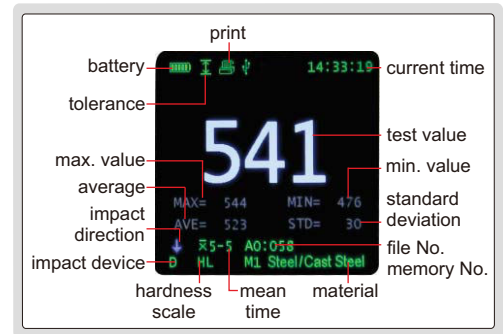 print
battery
14:33:19
current time
tolerance
541
test value
max. value
min. value
MAX= 544 MIN= 476
average
standard
deviation
AVE= 523 STD= 30
impact
direction
x̅5-5 A0:058
file No.
memory No.
impact device
D HL M1 Steel/Cast Steel
hardness
scale
mean
time
material